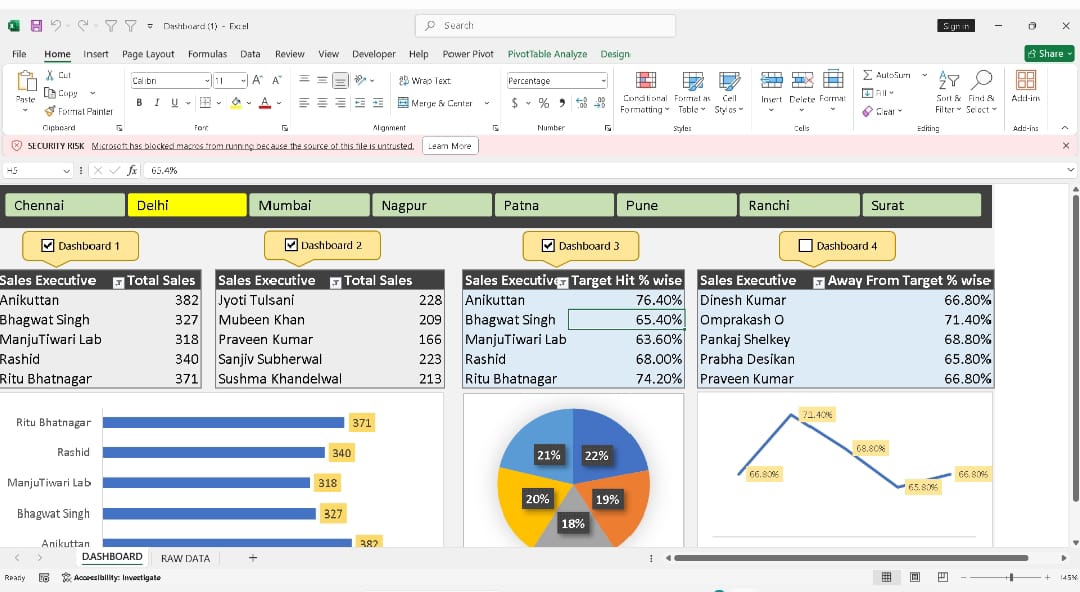 Dashboard (1) - Excel
Search
Sign in
File Home Insert Page Layout Formulas Data Review View Developer Help Power Pivot PivotTable Analyze Design Share
Paste
Cut
Copy
Format Painter
Clipboard
Calibri 11 A^ A˅
B I U A
Font
Wrap Text
Merge & Center
Alignment
Percentage
$ % ,
Number
Conditional Formatting
Format as Table
Cell Styles
Styles
Insert Delete Format
Cells
AutoSum
Fill
Clear
Sort & Filter
Find & Select
Editing
Add-ins
Add-ins
SECURITY RISK Microsoft has blocked macros from running because the source of this file is untrusted. Learn More
H5 fx 65.4%
Chennai Delhi Mumbai Nagpur Patna Pune Ranchi Surat
Dashboard 1 Dashboard 2 Dashboard 3 Dashboard 4
Sales Executive Total Sales Sales Executive Total Sales Sales Executive Target Hit % wise Sales Executive Away From Target % wise
Anikuttan 382 Jyoti Tulsani 228 Anikuttan 76.40% Dinesh Kumar 66.80%
Bhagwat Singh 327 Mubeen Khan 209 Bhagwat Singh 65.40% Omprakash O 71.40%
ManjuTiwari Lab 318 Praveen Kumar 166 ManjuTiwari Lab 63.60% Pankaj Shelkey 68.80%
Rashid 340 Sanjiv Subherwal 223 Rashid 68.00% Prabha Desikan 65.80%
Ritu Bhatnagar 371 Sushma Khandelwal 213 Ritu Bhatnagar 74.20% Praveen Kumar 66.80%
Ritu Bhatnagar 371
Rashid 340
ManjuTiwari Lab 318
Bhagwat Singh 327
Anikuttan 382
21% 22%
20% 19%
18%
71.40%
68.80%
66.80% 65.80% 66.80%
DASHBOARD RAW DATA +
Ready Accessibility: Investigate 145%